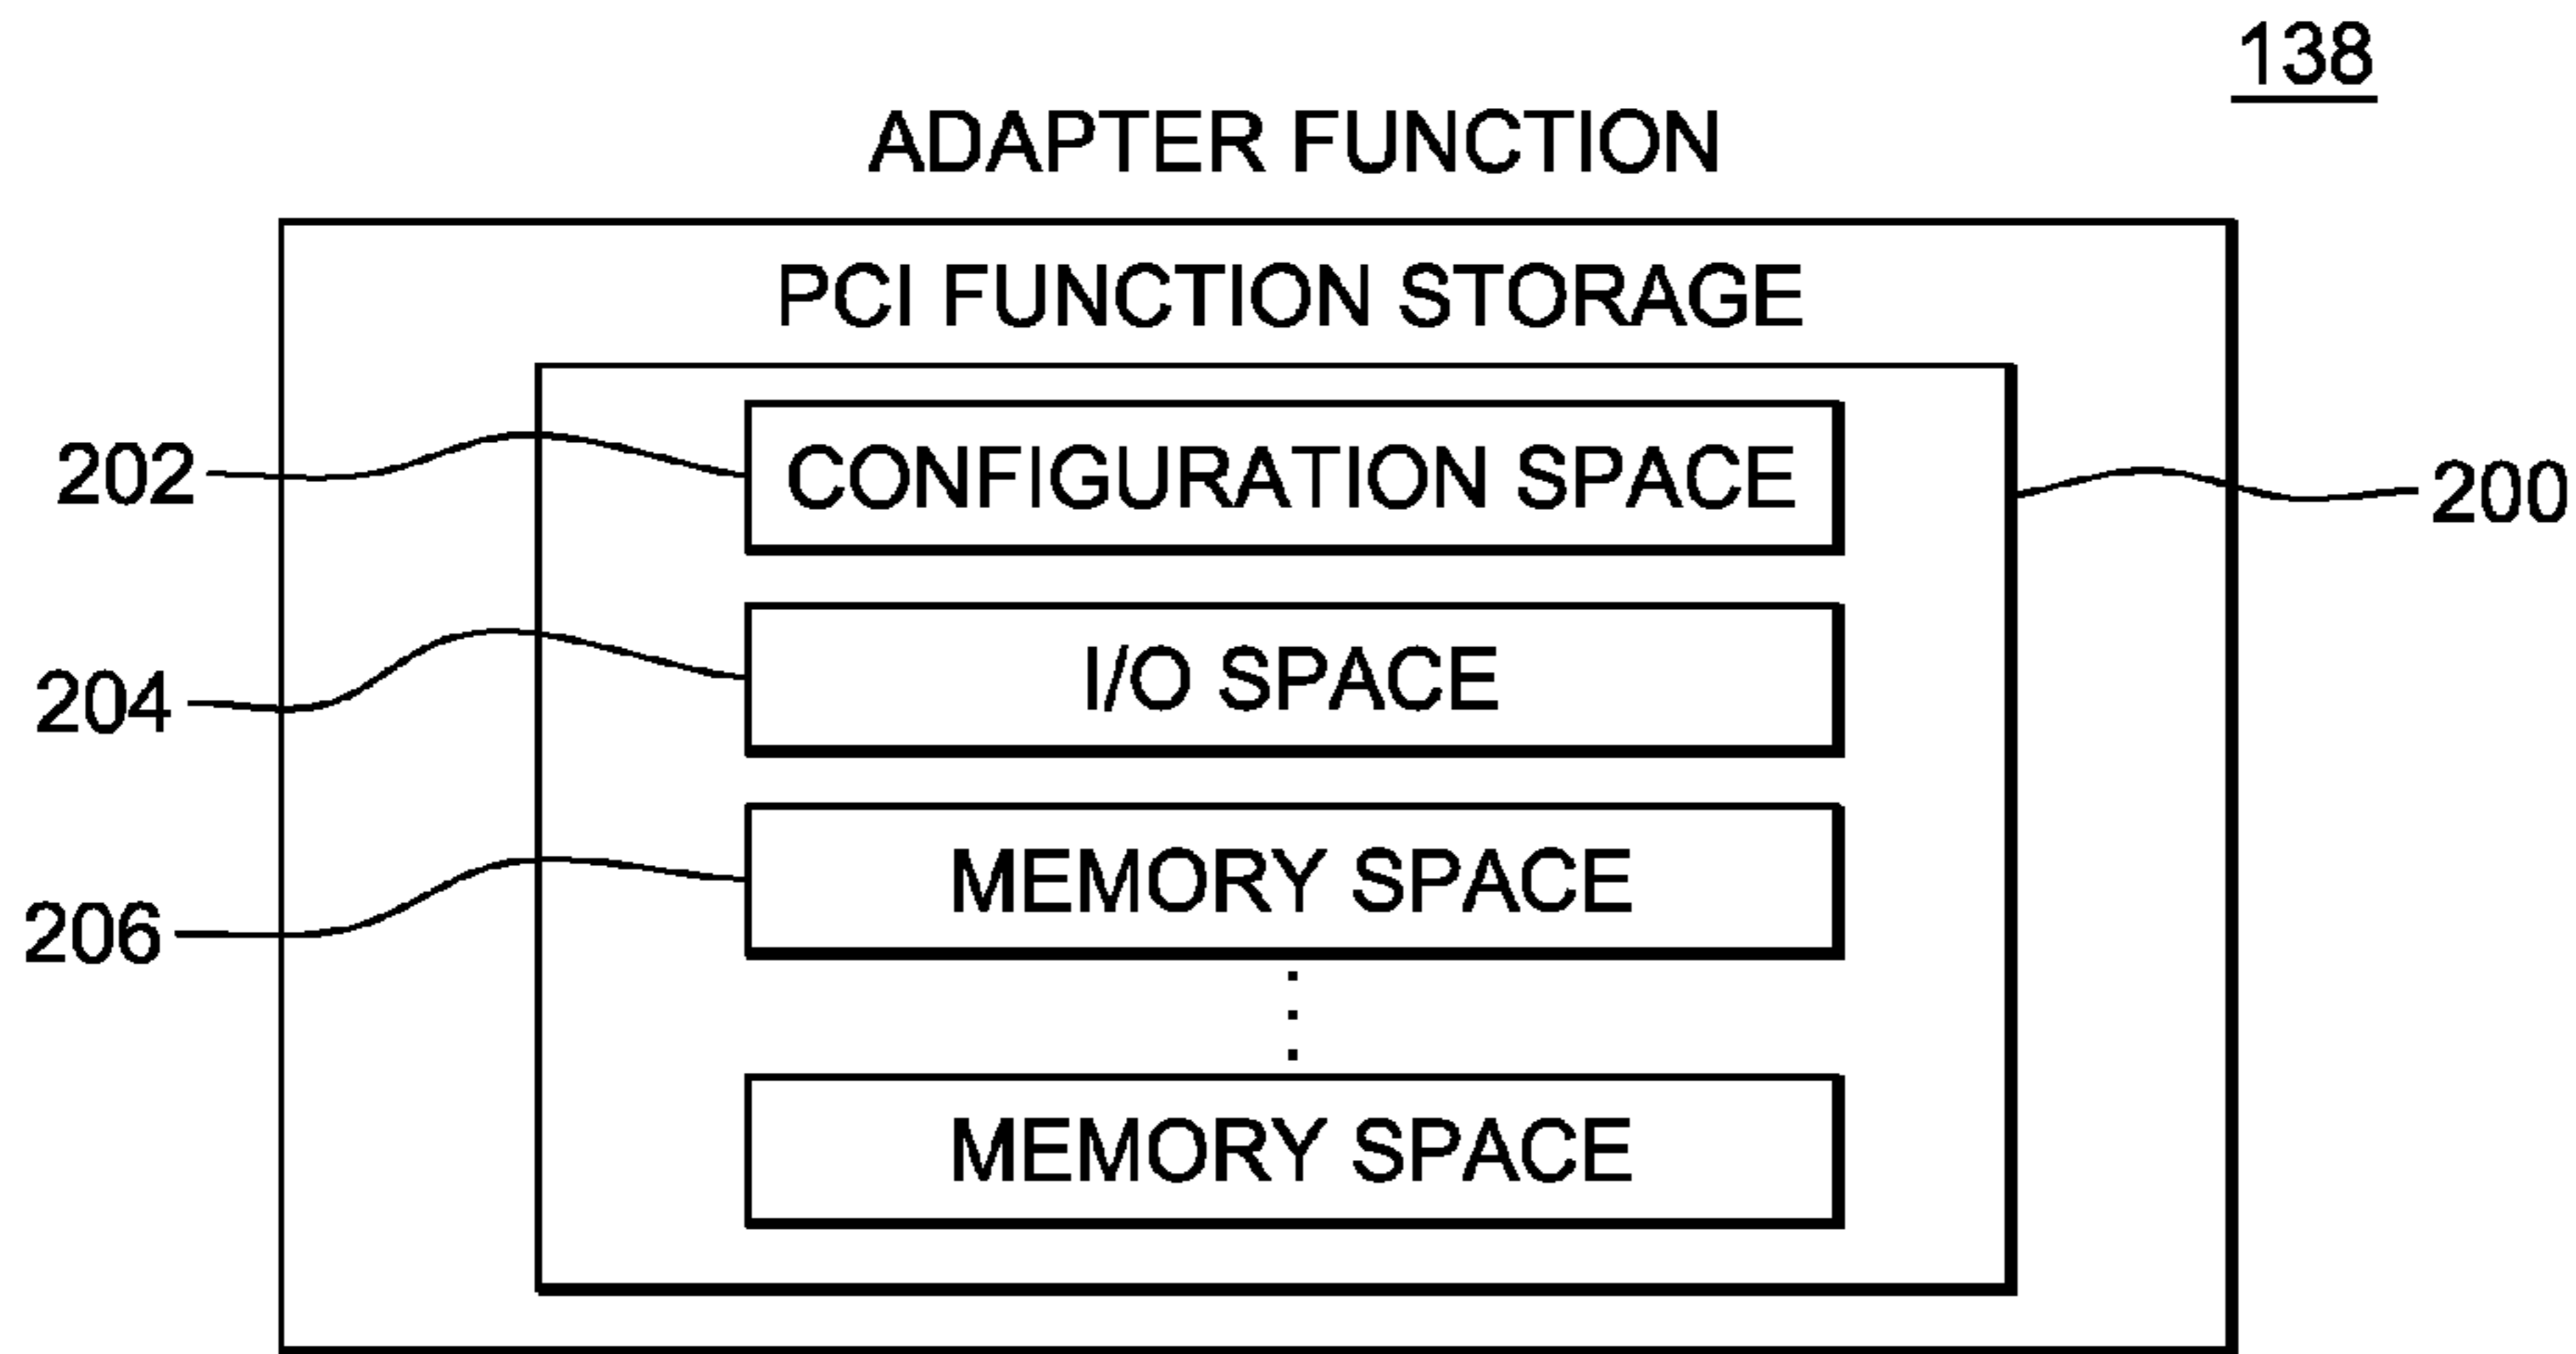 138
ADAPTER FUNCTION
PCI FUNCTION STORAGE
202
CONFIGURATION SPACE
200
204
I/O SPACE
206
MEMORY SPACE
MEMORY SPACE